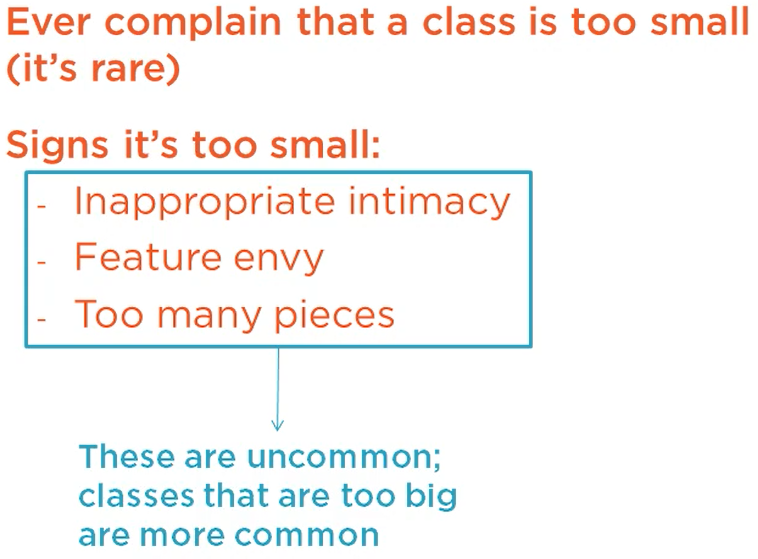 Ever complain that a class is too small
(it's rare)
Signs it's too small:
- Inappropriate intimacy
- Feature envy
- Too many pieces
These are uncommon;
classes that are too big
are more common